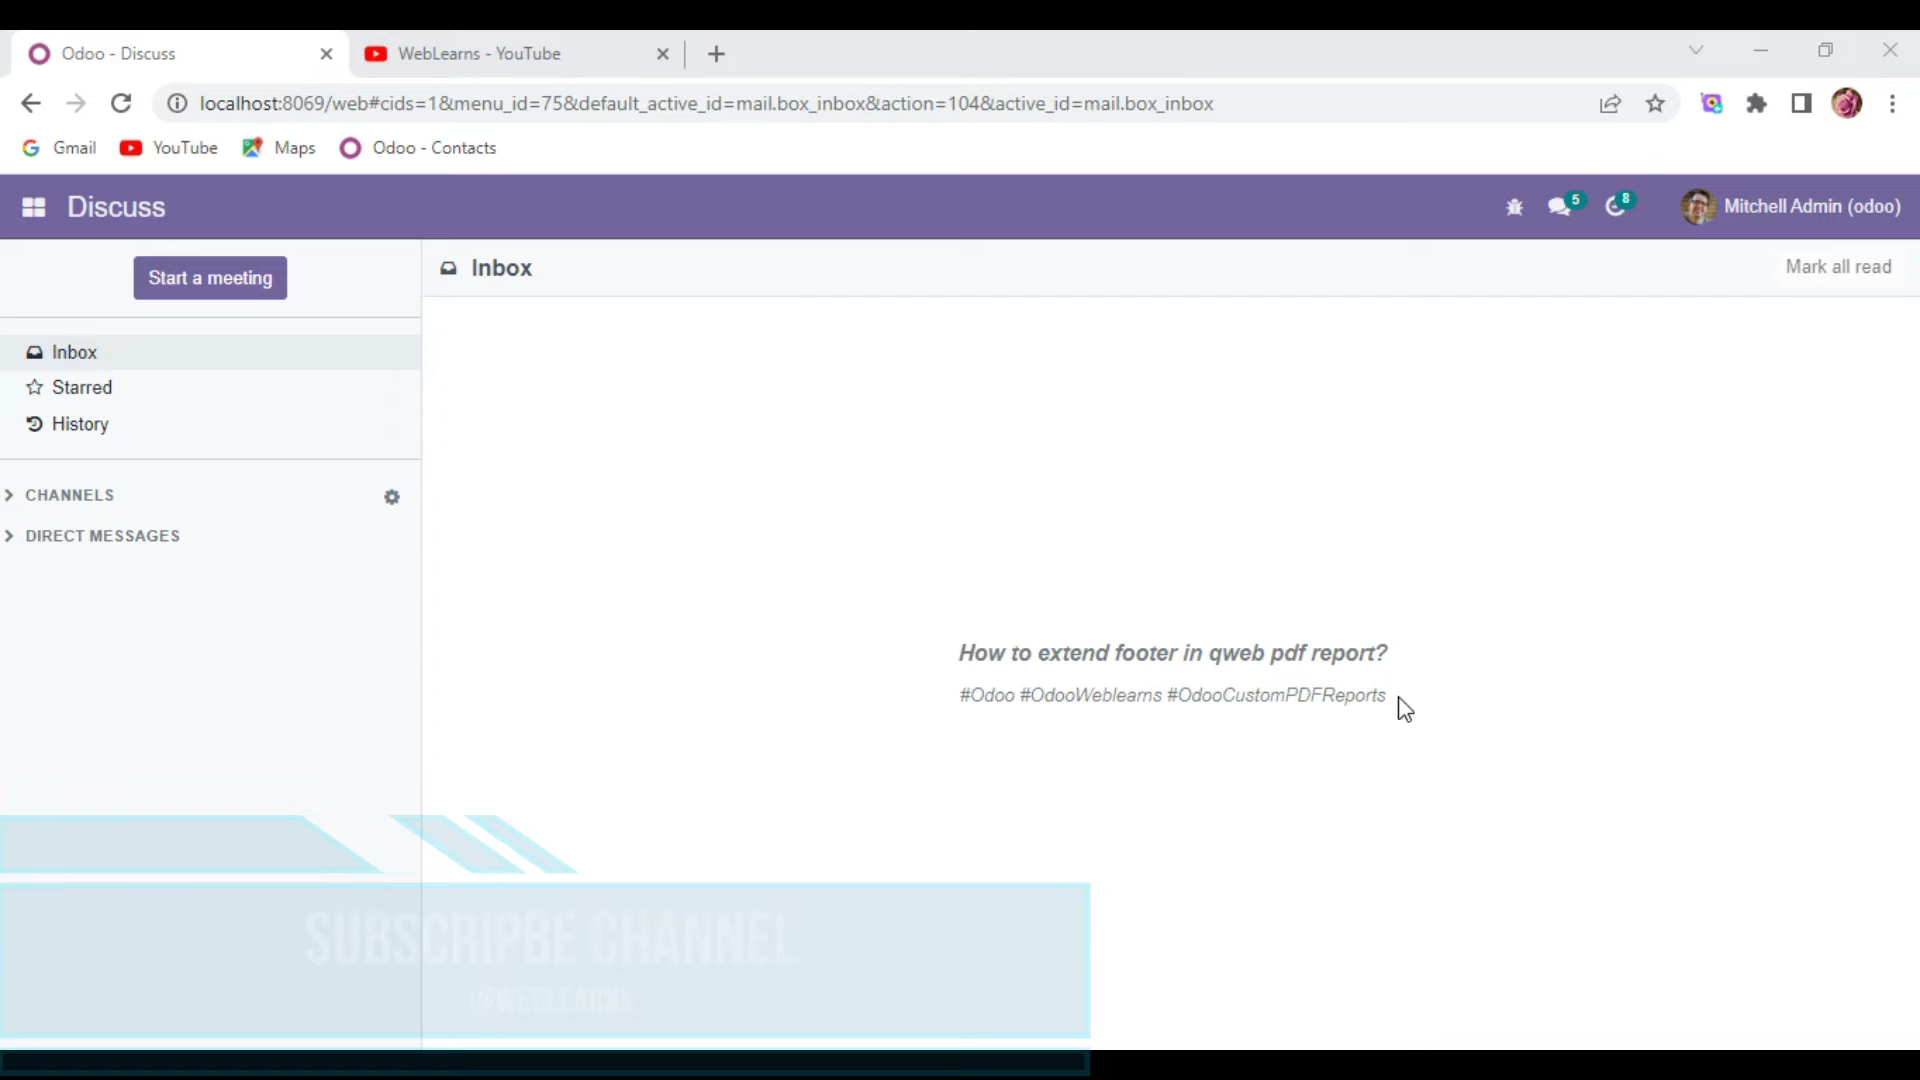 Odoo - Discuss
WebLearns - YouTube
localhost:8069/web#cids=1&menu_id=75&default_active_id=mail.box_inbox&action=104&active_id=mail.box_inbox
Gmail
YouTube
Maps
Odoo - Contacts
Discuss
5
8
Mitchell Admin (odoo)
Start a meeting
Inbox
Mark all read
Inbox
Starred
History
CHANNELS
DIRECT MESSAGES
How to extend footer in qweb pdf report?
#Odoo #OdooWeblearns #OdooCustomPDFReports
SUBSCRIPBE CHANNEL
@WEBLEARNS